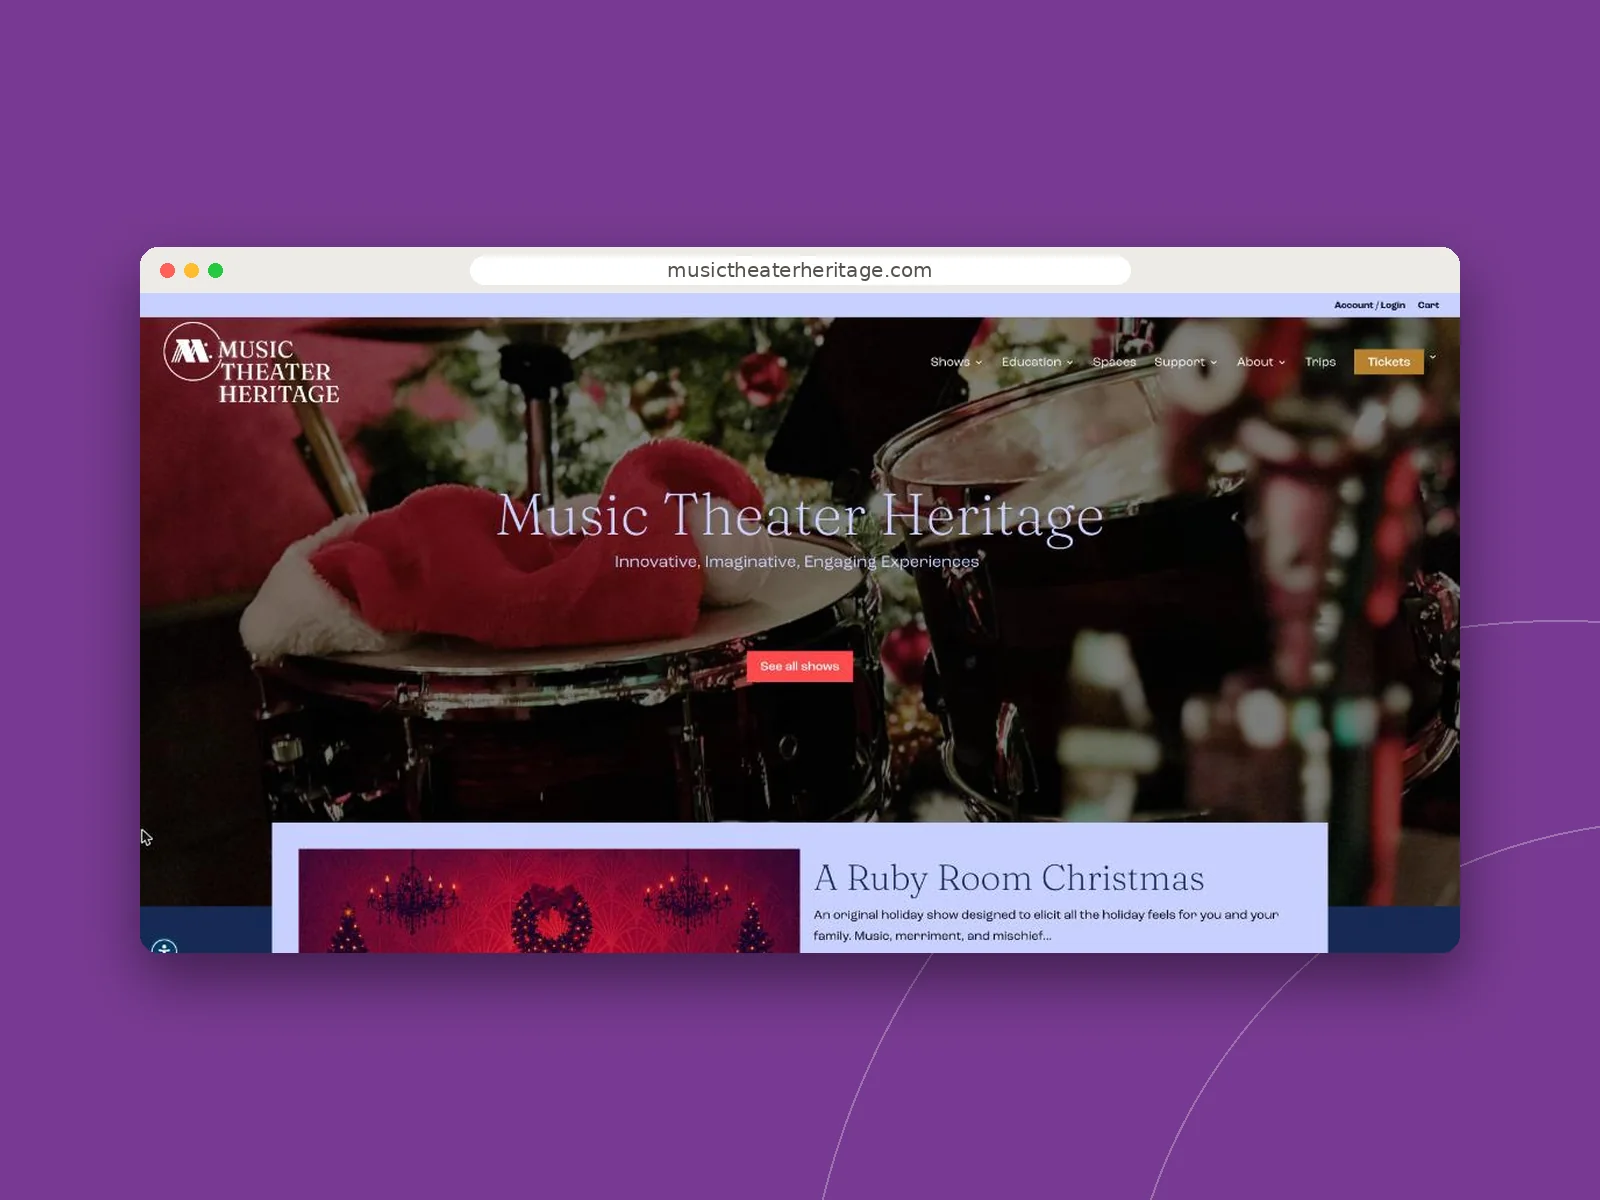 musictheaterheritage.com
Account / Login Cart
MUSIC
THEATER
HERITAGE
Shows Education Spaces Support About Trips Tickets
Music Theater Heritage
Innovative, Imaginative, Engaging Experiences
See all shows
A Ruby Room Christmas
An original holiday show designed to elicit all the holiday feels for you and your
family. Music, merriment, and mischief...